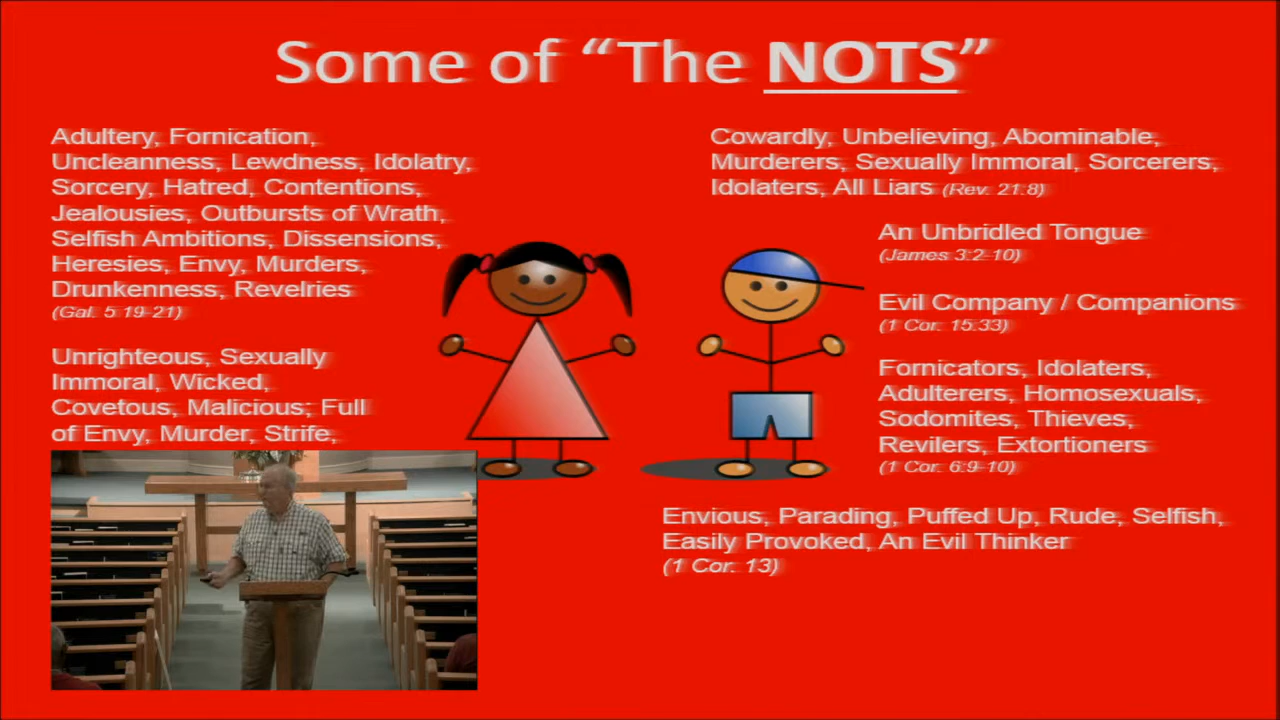 Some of “The NOTS”
Adultery, Fornication,
Uncleanness, Lewdness, Idolatry,
Sorcery, Hatred, Contentions,
Jealousies, Outbursts of Wrath,
Selfish Ambitions, Dissensions,
Heresies, Envy, Murders,
Drunkenness, Revelries
(Gal. 5:19-21)
Unrighteous, Sexually
Immoral, Wicked,
Covetous, Malicious; Full
of Envy, Murder, Strife,
Cowardly, Unbelieving, Abominable,
Murderers, Sexually Immoral, Sorcerers,
Idolaters, All Liars (Rev. 21:8)
An Unbridled Tongue
(James 3:2-10)
Evil Company / Companions
(1 Cor. 15:33)
Fornicators, Idolaters,
Adulterers, Homosexuals,
Sodomites, Thieves,
Revilers, Extortioners
(1 Cor. 6:9-10)
Envious, Parading, Puffed Up, Rude, Selfish,
Easily Provoked, An Evil Thinker
(1 Cor. 13)